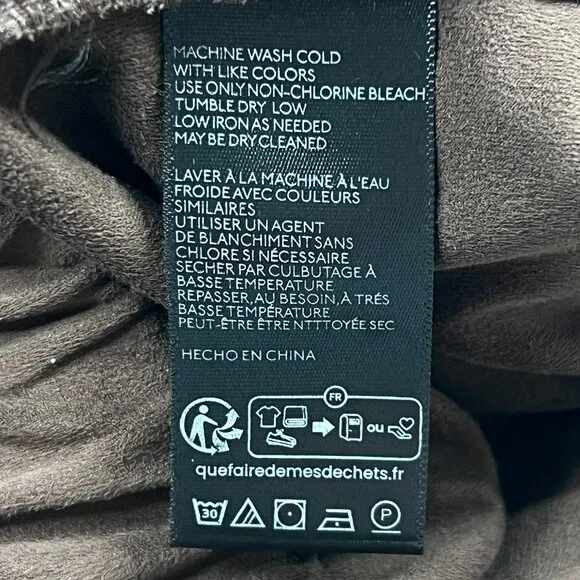 MACHINE WASH COLD
WITH LIKE COLORS
USE ONLY NON-CHLORINE BLEACH
TUMBLE DRY LOW
LOW IRON AS NEEDED
MAY BE DRY CLEANED
LAVER À LA MACHINE À L'EAU
FROIDE AVEC COULEURS
SIMILAIRES
UTILISER UN AGENT
DE BLANCHIMENT SANS
CHLORE SI NÉCESSAIRE
SECHER PAR CULBUTAGE À
BASSE TEMPERATURE
REPASSER, AU BESOIN, À TRÉS
BASSE TEMPÉRATURE
PEUT-ÊTRE ÊTRE NTTTOYÉE SEC
HECHO EN CHINA
FR
ou
quefairedemesdechets.fr
30
P